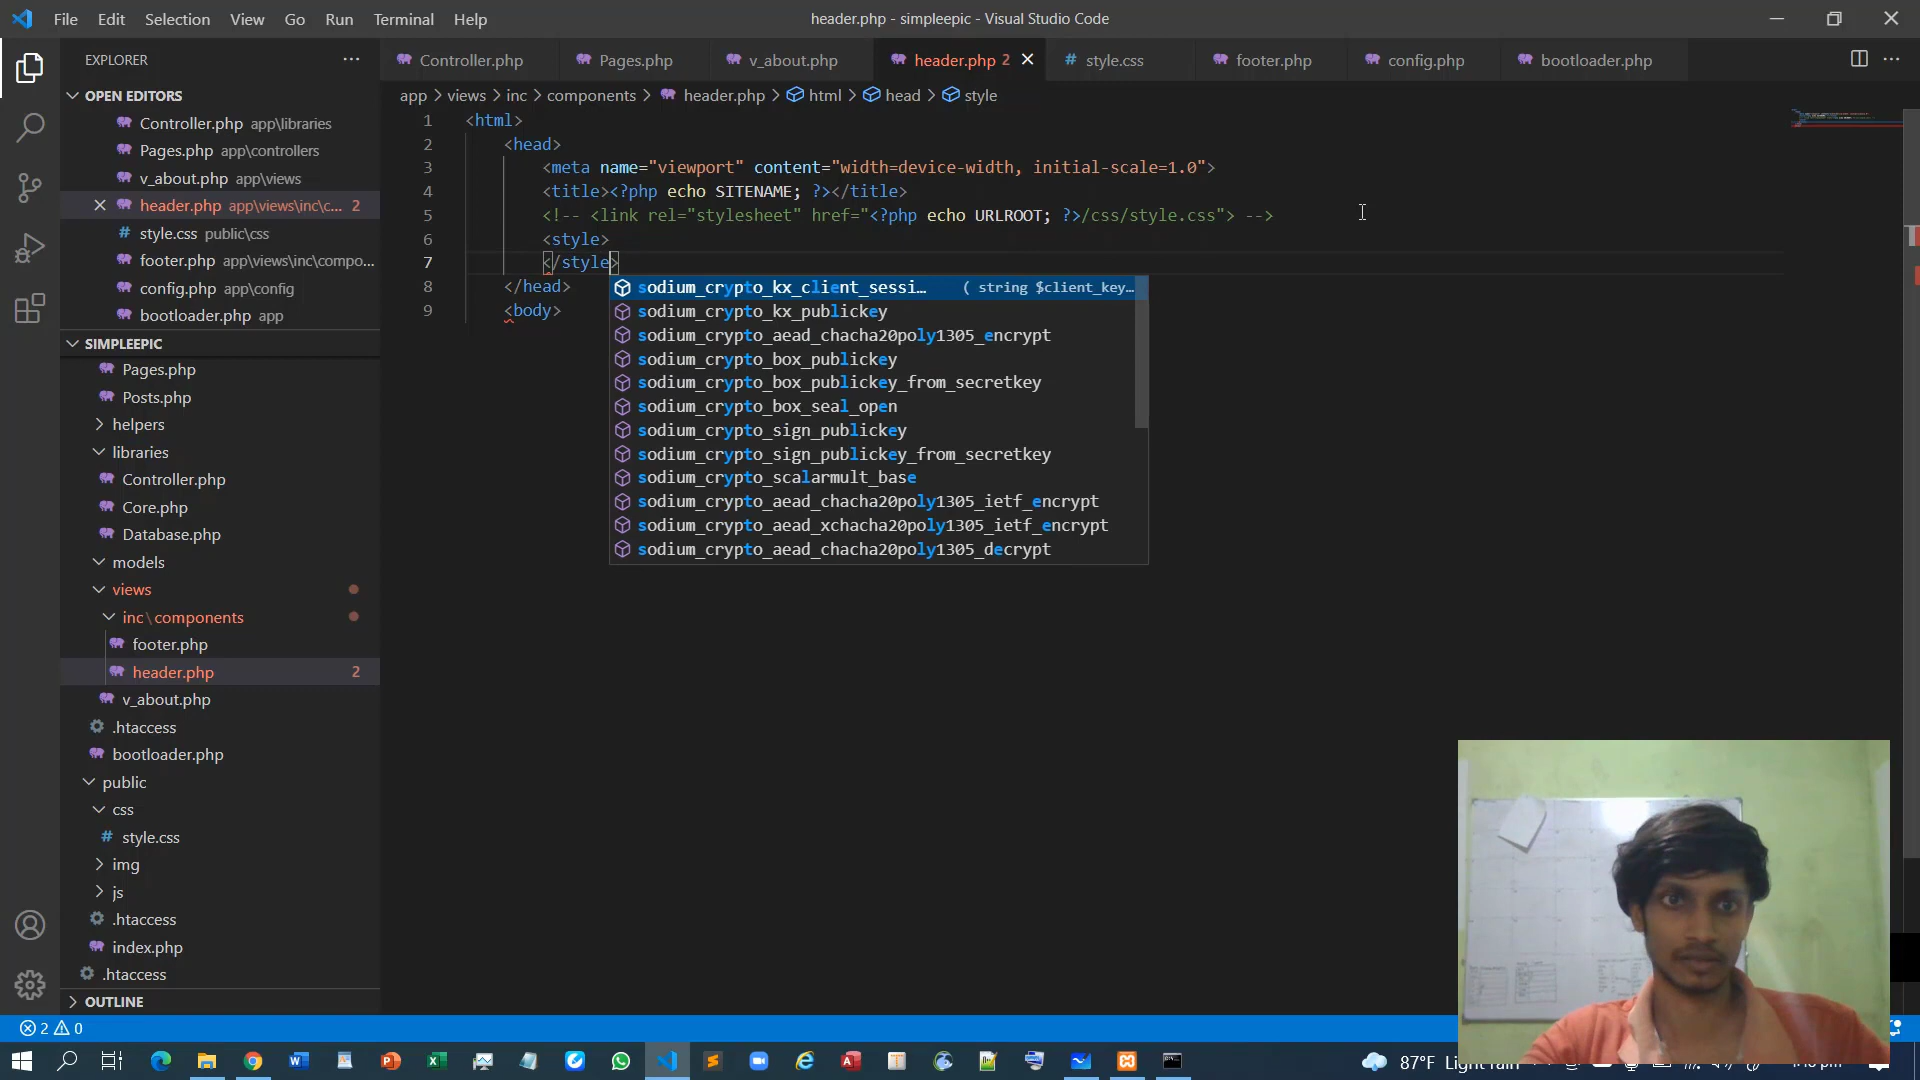 File Edit Selection View Go Run Terminal Help
header.php - simpleepic - Visual Studio Code
EXPLORER
Controller.php Pages.php v_about.php header.php 2 style.css footer.php config.php bootloader.php
OPEN EDITORS
Controller.php app\libraries
Pages.php app\controllers
v_about.php app\views
header.php app\views\inc\c... 2
style.css public\css
footer.php app\views\inc\compo...
config.php app\config
bootloader.php app
SIMPLEEPIC
Pages.php
Posts.php
helpers
libraries
Controller.php
Core.php
Database.php
models
views
inc\components
footer.php
header.php 2
v_about.php
.htaccess
bootloader.php
public
css
style.css
img
js
.htaccess
index.php
.htaccess
OUTLINE
app > views > inc > components > header.php > html > head > style
1 <html>
2 <head>
3 <meta name="viewport" content="width=device-width, initial-scale=1.0">
4 <title><?php echo SITENAME; ?></title>
5 <!-- <link rel="stylesheet" href="<?php echo URLROOT; ?>/css/style.css"> -->
6 <style>
7 </style>
8 </head>
9 <body>
sodium_crypto_kx_client_sessi... ( string $client_key...
sodium_crypto_kx_publickey
sodium_crypto_aead_chacha20poly1305_encrypt
sodium_crypto_box_publickey
sodium_crypto_box_publickey_from_secretkey
sodium_crypto_box_seal_open
sodium_crypto_sign_publickey
sodium_crypto_sign_publickey_from_secretkey
sodium_crypto_scalarmult_base
sodium_crypto_aead_chacha20poly1305_ietf_encrypt
sodium_crypto_aead_xchacha20poly1305_ietf_encrypt
sodium_crypto_aead_chacha20poly1305_decrypt
2 0
87°F Light rain